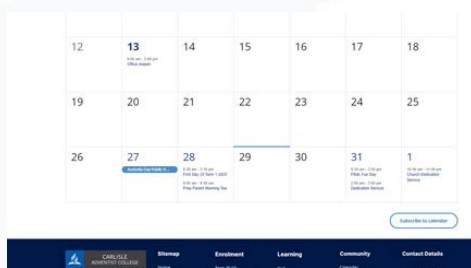 12 13 14 15 16 17 18
Office reopen
19 20 21 22 23 24 25
26 27 28 29 30 31 1
Australia Day Public H...
First Day Of Term 1 2025
Prep Parent Morning Tea
Fun Day
Dedication Service
Church Dedication
Service
Subscribe to calendar
CARLISLE
ADVENTIST COLLEGE
Sitemap Enrolment Learning Community Contact Details
Home
Calendar